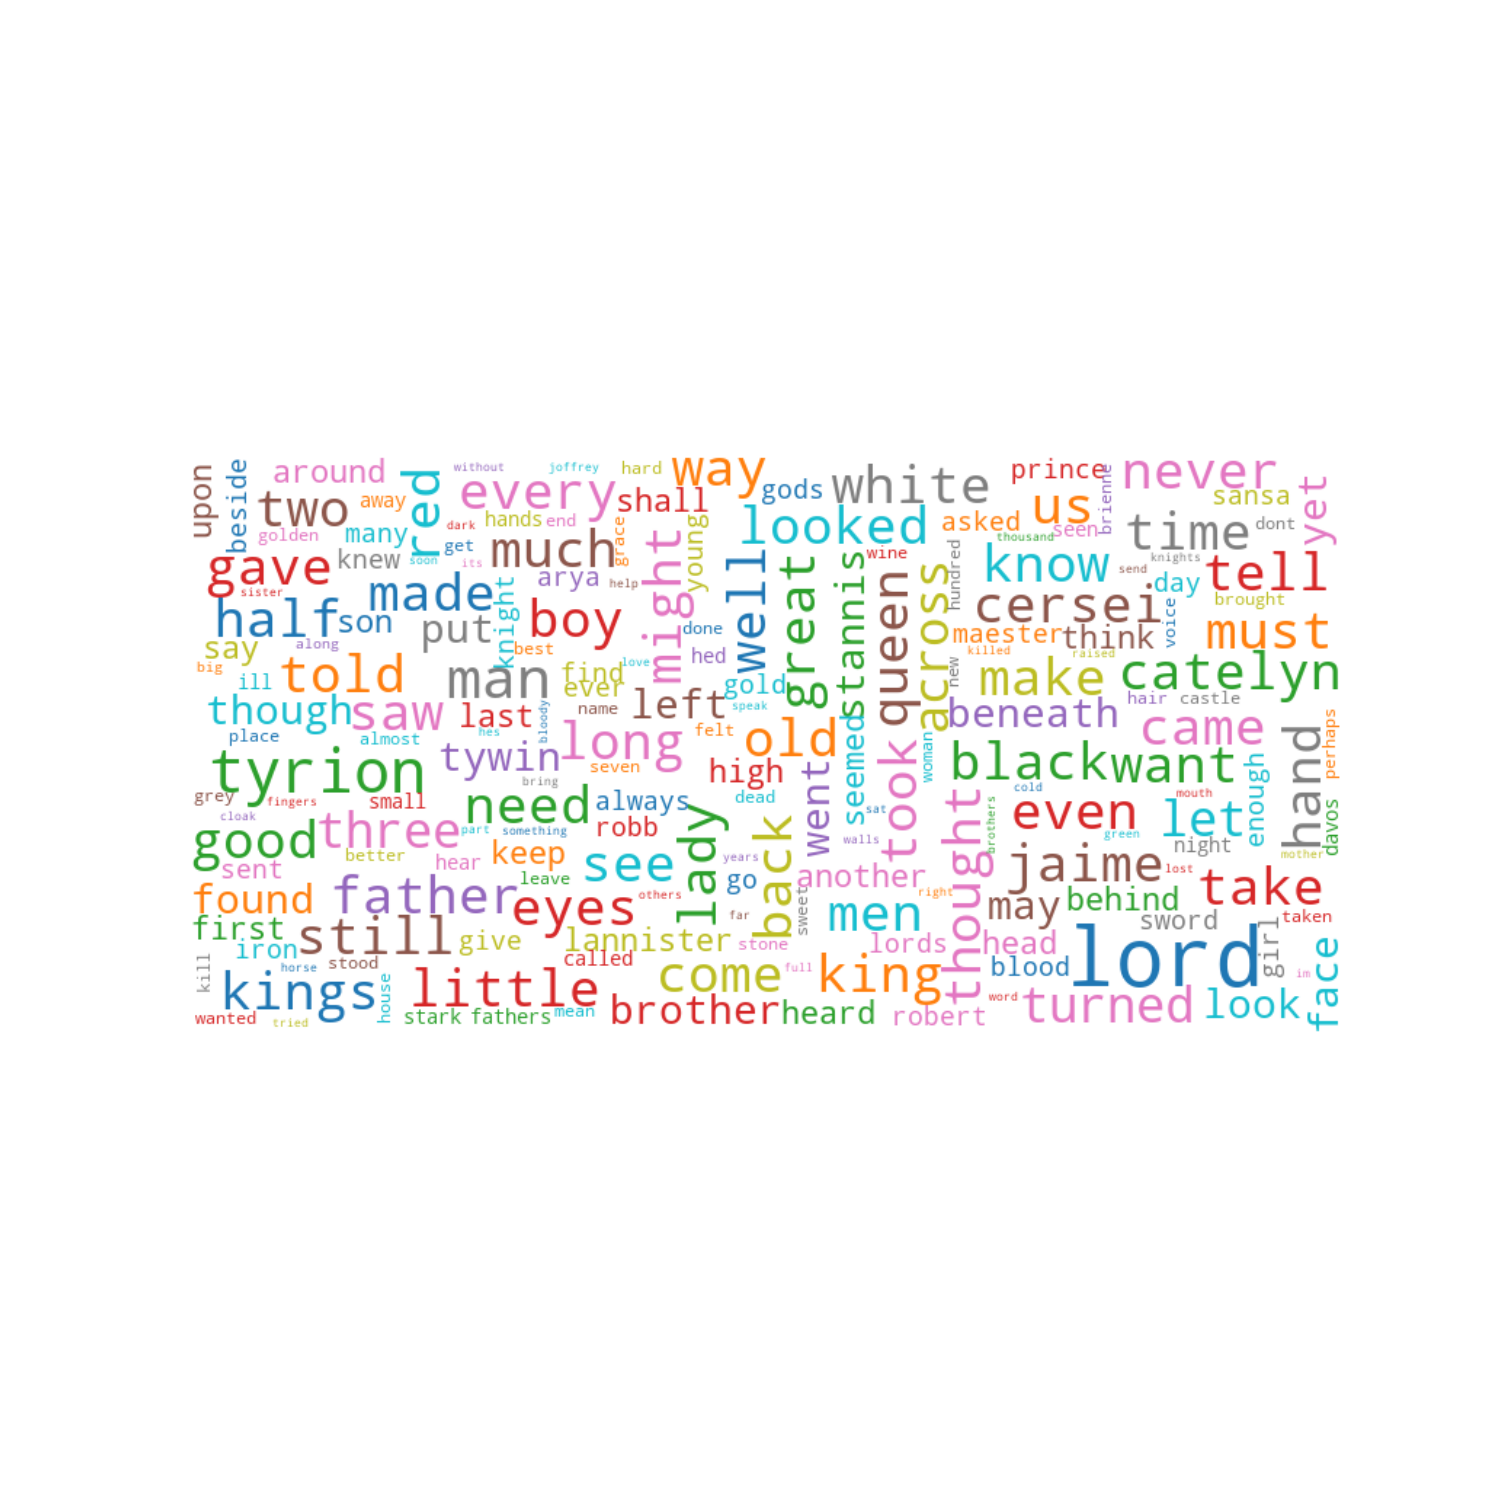 upon
beside
around
two
away
red
without
joffrey
hard
way
gods
white
prince
brienne
never
sansa
yet
golden
many
every
shall
dark
hands
end
looked
asked
us
seen
time
dont
thousand
gave
knew
get
soon
its
much
grace
young
might
well
great
stannis
wine
queen
across
hundred
know
knights
send
day
tell
sister
made
knight
arya
help
boy
half
son
put
done
cersei
maester
think
voice
brought
must
say
along
best
hed
killed
raised
big
ill
told
man
find
love
ever
gold
new
make
catelyn
though
saw
last
name
left
speak
beneath
hair
castle
place
almost
hes
bloody
long
felt
old
seemed
took
woman
came
hand
perhaps
tyrion
tywin
seven
bring
high
went
black
want
enough
grey
fingers
small
need
always
dead
cold
mouth
cloak
good
three
part
something
robb
lady
back
sat
walls
thought
brothers
even
green
let
night
davos
mother
sent
better
hear
keep
see
years
go
another
jaime
lost
found
father
leave
eyes
others
far
sweet
right
men
may
behind
take
taken
first
iron
still
give
lannister
stone
lords
head
sword
girl
kill
horse
stood
called
come
full
king
blood
lord
im
face
kings
house
little
word
turned
look
wanted
tried
stark
fathers
mean
brother
heard
robert